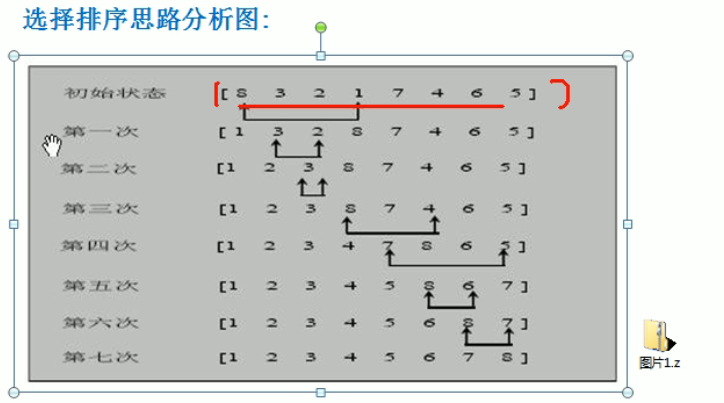 选择排序思路分析图:
初始状态 [ 8 3 2 1 7 4 6 5 ]
第一次 [ 1 3 2 8 7 4 6 5 ]
第二次 [1 2 3 8 7 4 6 5 ]
第三次 [1 2 3 8 7 4 6 5 ]
第四次 [1 2 3 4 7 8 6 5 ]
第五次 [1 2 3 4 5 8 6 7 ]
第六次 [1 2 3 4 5 6 8 7 ]
第七次 [1 2 3 4 5 6 7 8 ]
图片1.z